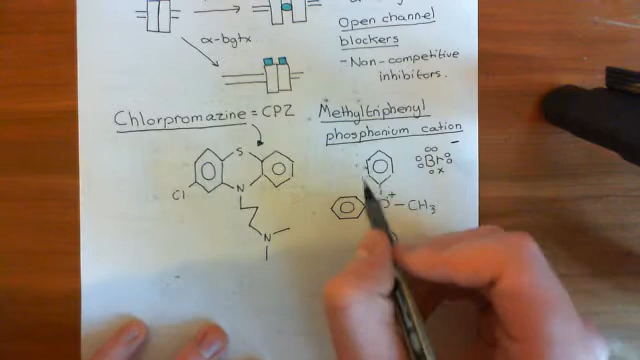 α-bgtx
Open channel
blockers
-Non-competitive
inhibitors.
Chlorpromazine = CPZ
Methyltriphenyl
phosphonium cation
S
N
Cl
N
Br
-
+
-CH₃